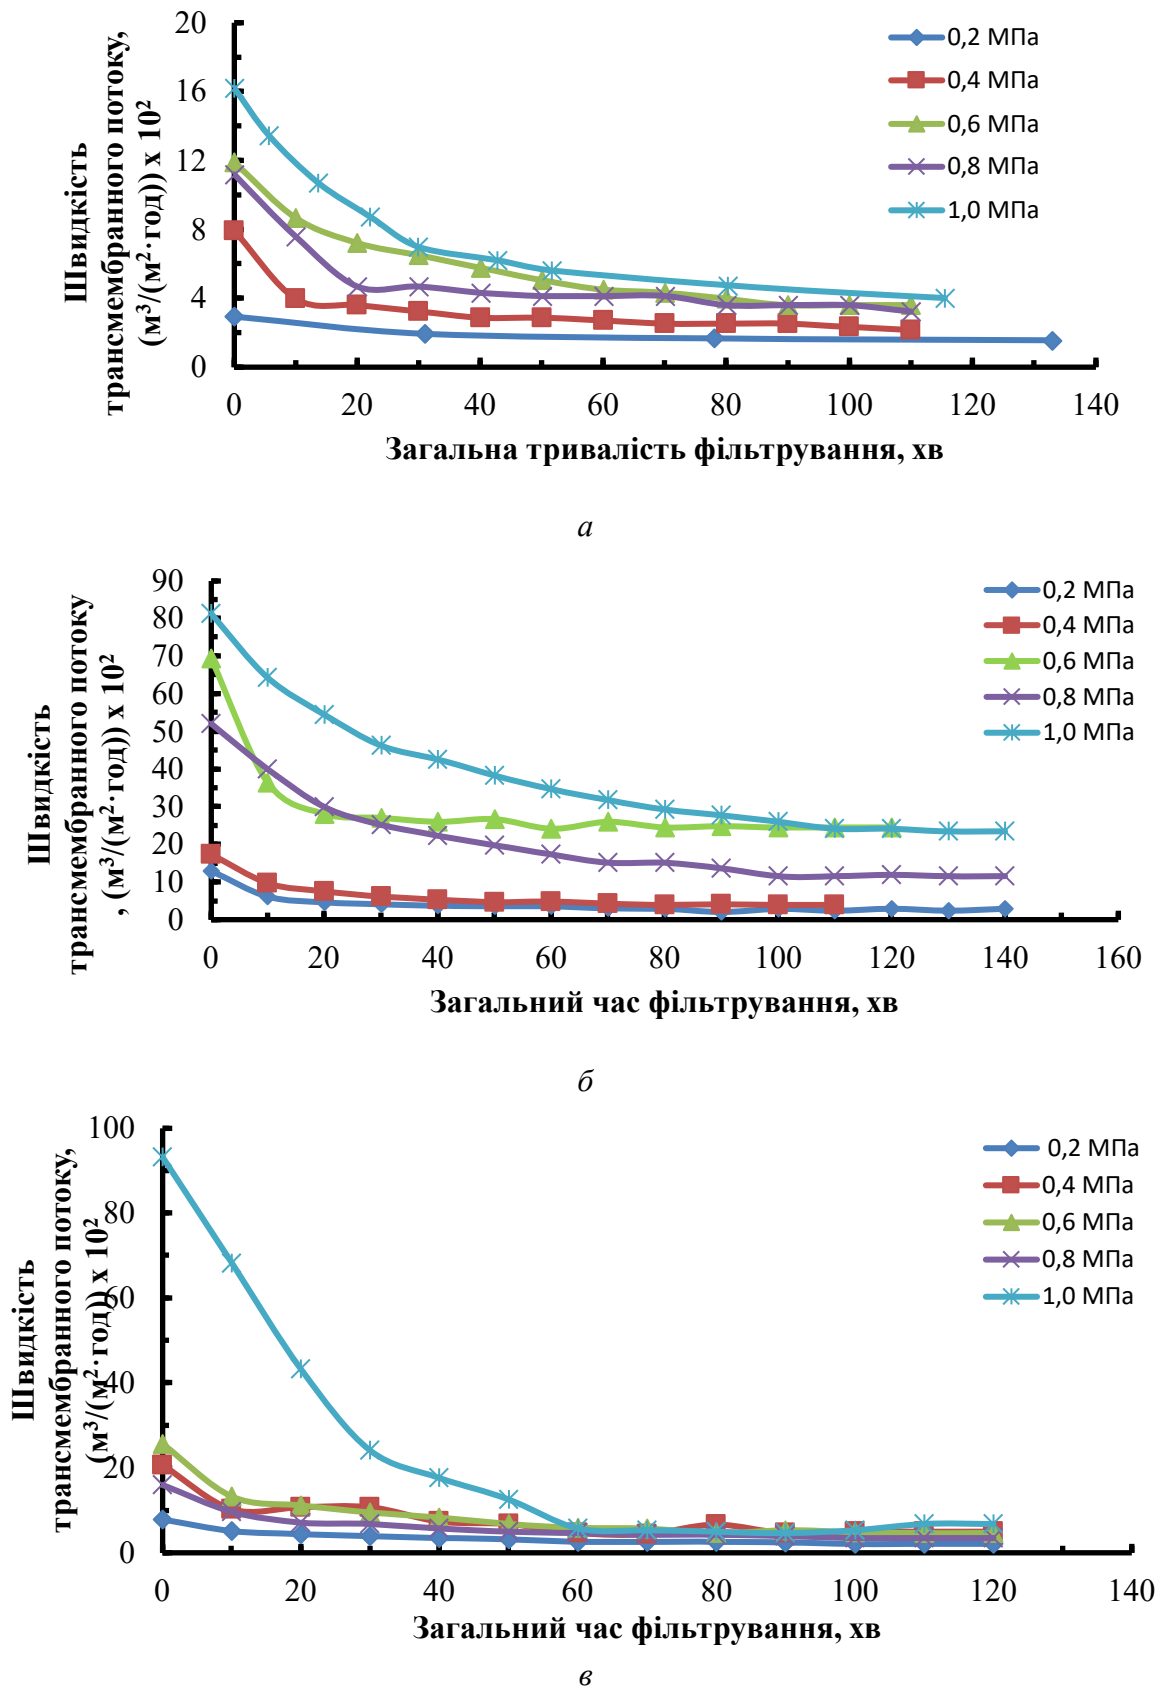 Швидкість
трансмембранного потоку,
(м³/(м²·год)) х 10²
20
16
12
8
4
0
0 20 40 60 80 100 120 140
Загальна тривалість фільтрування, хв
0,2 МПа
0,4 МПа
0,6 МПа
0,8 МПа
1,0 МПа
а
Швидкість
трансмембранного потоку
, (м³/(м²·год)) х 10²
90
80
70
60
50
40
30
20
10
0
0 20 40 60 80 100 120 140 160
Загальний час фільтрування, хв
0,2 МПа
0,4 МПа
0,6 МПа
0,8 МПа
1,0 МПа
б
Швидкість
трансмембранного потоку,
(м³/(м²·год)) х 10²
100
80
60
40
20
0
0 20 40 60 80 100 120 140
Загальний час фільтрування, хв
0,2 МПа
0,4 МПа
0,6 МПа
0,8 МПа
1,0 МПа
в